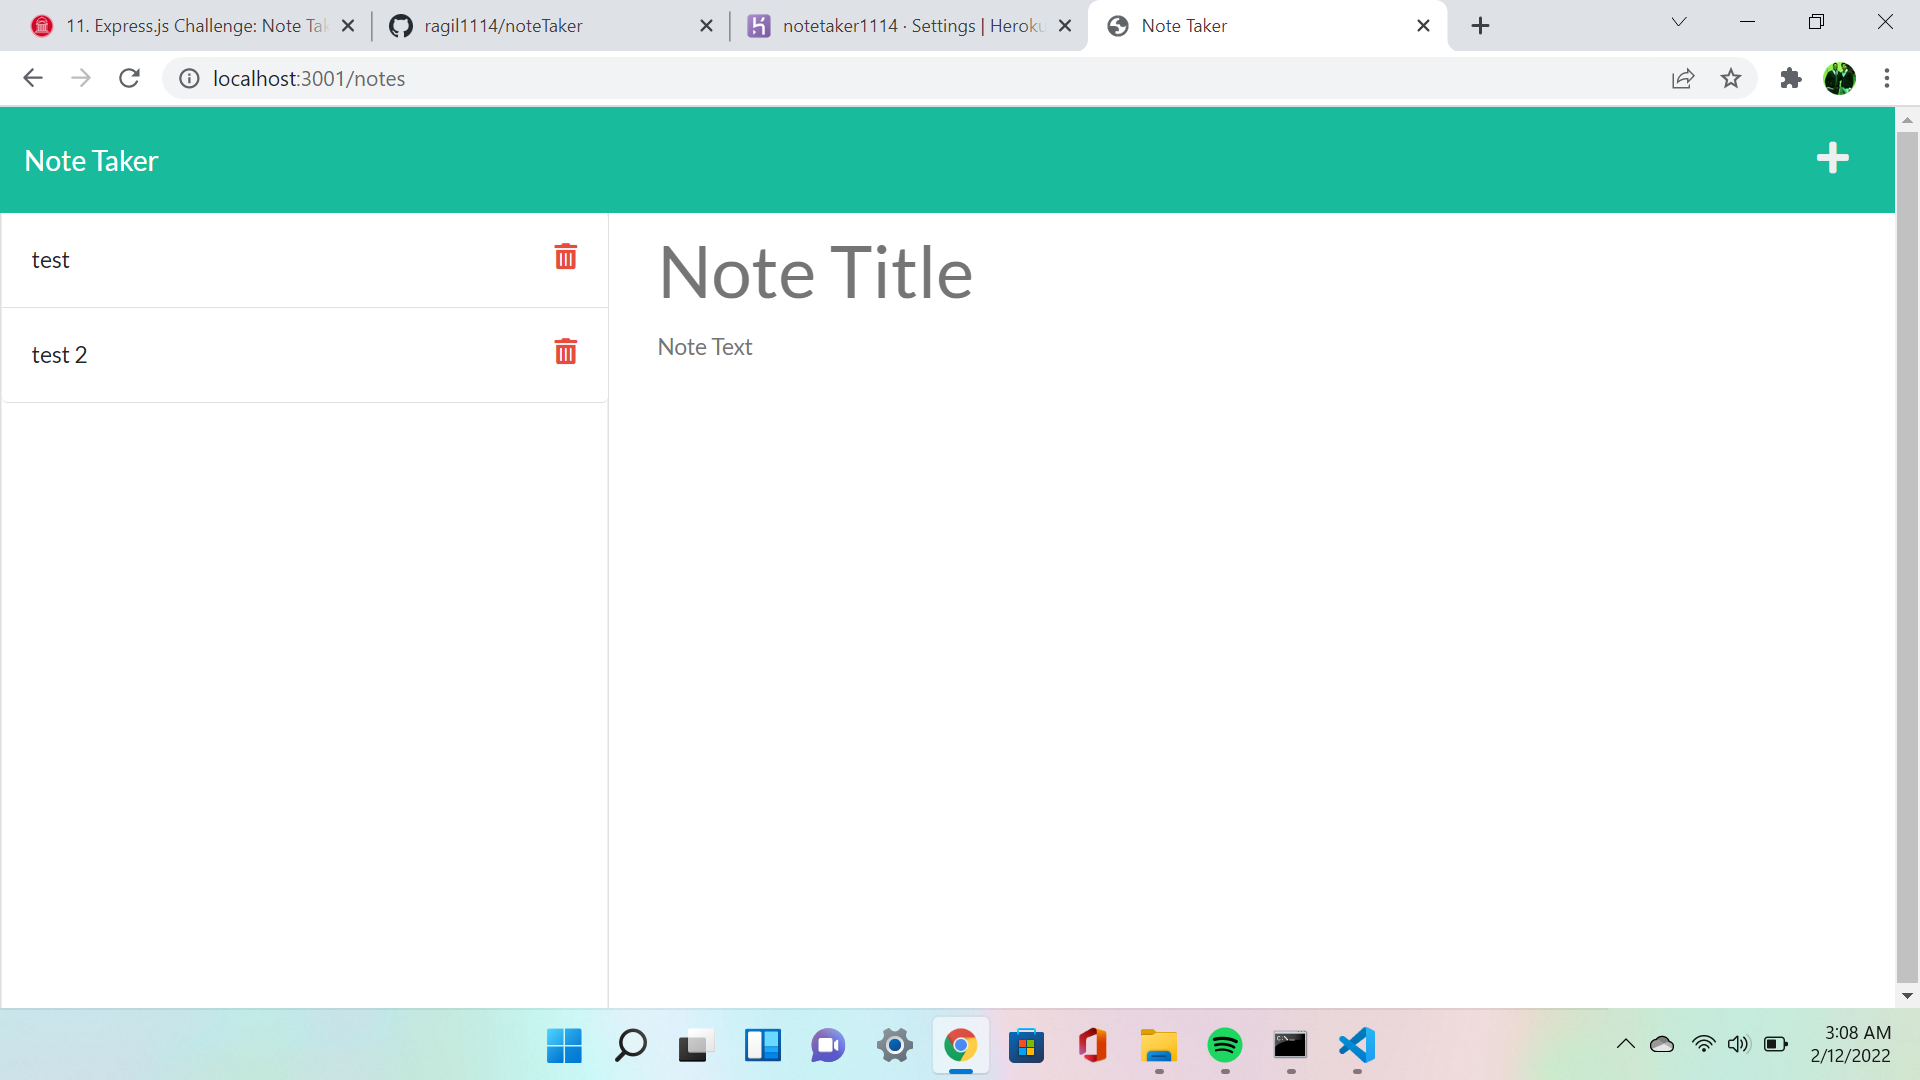 11. Express.js Challenge: Note Tak
ragil1114/noteTaker
notetaker1114 · Settings | Heroku
Note Taker
localhost:3001/notes
Note Taker
test
test 2
Note Title
Note Text
3:08 AM
2/12/2022